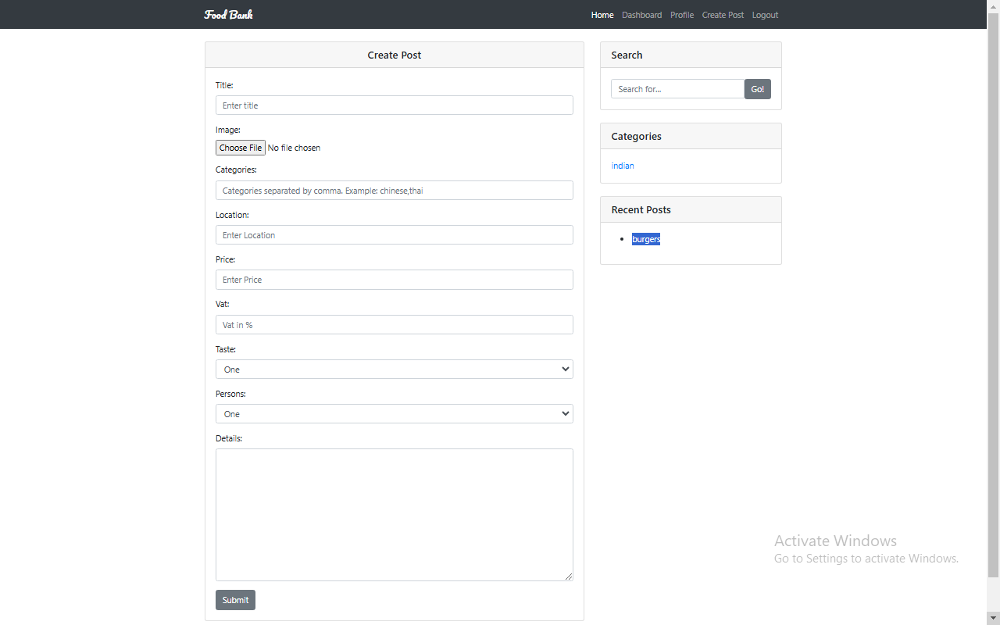 Food Bank
Home Dashboard Profile Create Post Logout
Create Post
Title:
Enter title
Image:
Choose File No file chosen
Categories:
Categories separated by comma. Example: chinese,thai
Location:
Enter Location
Price:
Enter Price
Vat:
Vat in %
Taste:
One
Persons:
One
Details:
Submit
Search
Search for...
Go!
Categories
indian
Recent Posts
burgers
Activate Windows
Go to Settings to activate Windows.